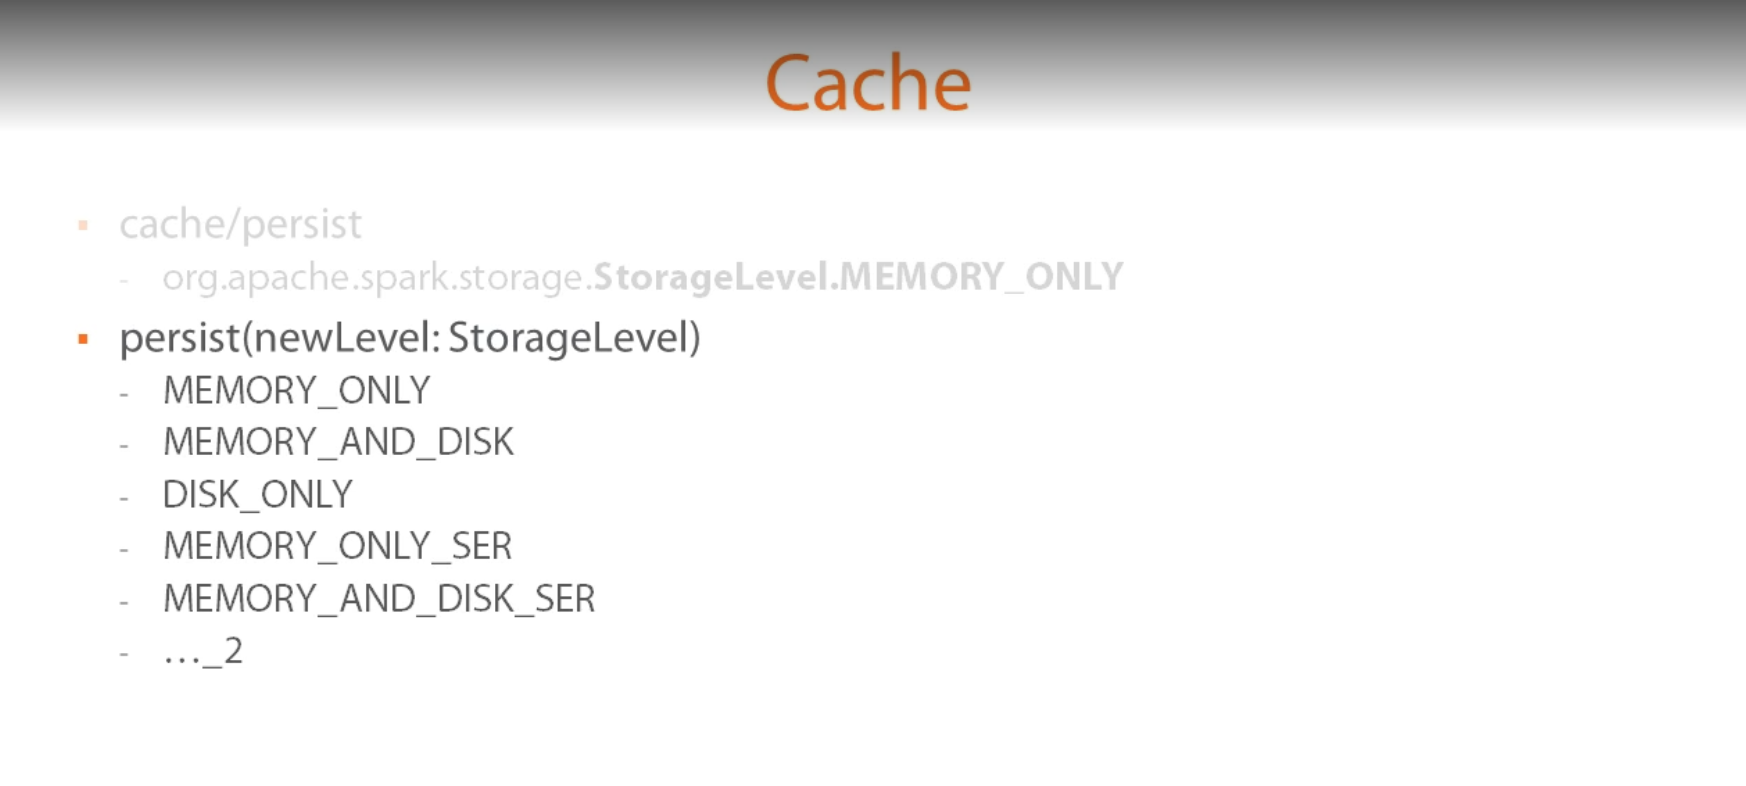 Cache
▪ cache/persist
- org.apache.spark.storage.StorageLevel.MEMORY_ONLY
▪ persist(newLevel: StorageLevel)
- MEMORY_ONLY
- MEMORY_AND_DISK
- DISK_ONLY
- MEMORY_ONLY_SER
- MEMORY_AND_DISK_SER
- …_2